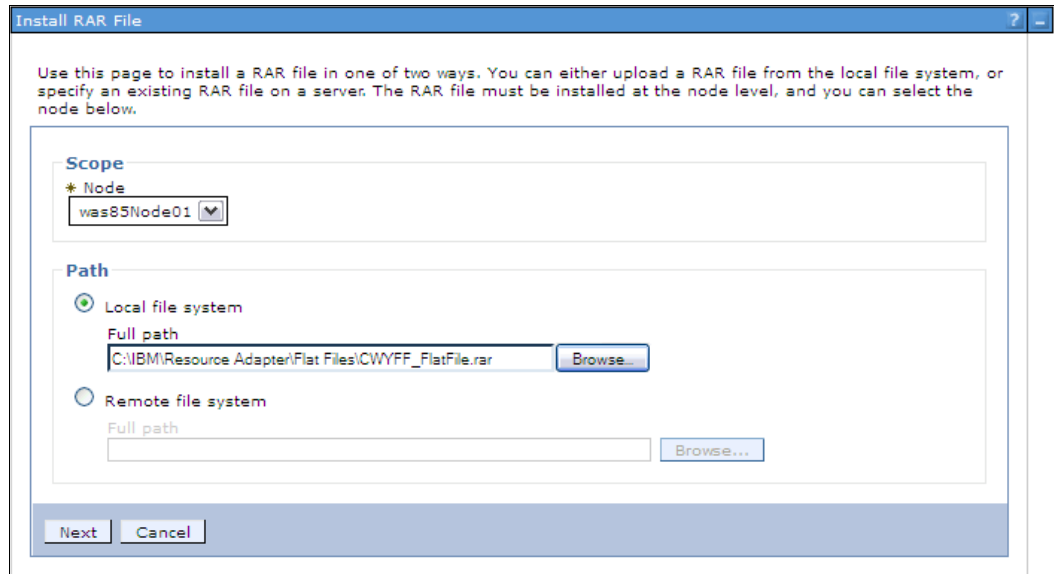 Install RAR File ? –
Use this page to install a RAR file in one of two ways. You can either upload a RAR file from the local file system, or
specify an existing RAR file on a server. The RAR file must be installed at the node level, and you can select the
node below.
Scope
* Node
was85Node01
Path
Local file system
Full path
C:\IBM\Resource Adapter\Flat Files\CWYFF_FlatFile.rar Browse...
Remote file system
Full path
Browse...
Next Cancel